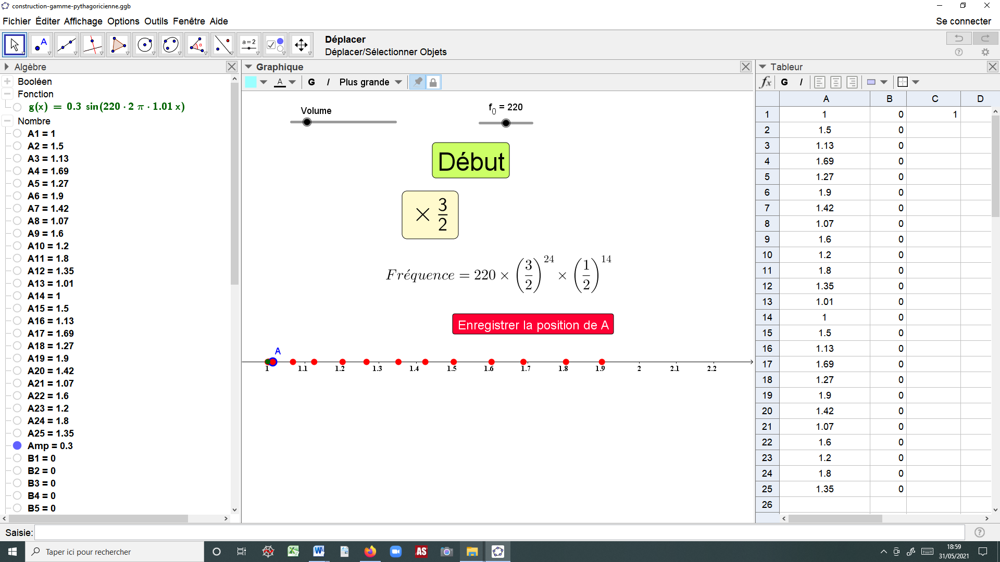 construction-gamme-pythagoricienne.ggb
Fichier Éditer Affichage Options Outils Fenêtre Aide
Se connecter
A
α
a = 2
Déplacer
Déplacer/Sélectionner Objets
Algèbre
Booléen
Fonction
g(x) = 0.3 sin(220 · 2 π · 1.01 x)
Nombre
A1 = 1
A2 = 1.5
A3 = 1.13
A4 = 1.69
A5 = 1.27
A6 = 1.9
A7 = 1.42
A8 = 1.07
A9 = 1.6
A10 = 1.2
A11 = 1.8
A12 = 1.35
A13 = 1.01
A14 = 1
A15 = 1.5
A16 = 1.13
A17 = 1.69
A18 = 1.27
A19 = 1.9
A20 = 1.42
A21 = 1.07
A22 = 1.6
A23 = 1.2
A24 = 1.8
A25 = 1.35
Amp = 0.3
B1 = 0
B2 = 0
B3 = 0
B4 = 0
B5 = 0
Graphique
A G I Plus grande
Volume
f0 = 220
Début
× 3/2
Fréquence = 220 × (3/2)^24 × (1/2)^14
Enregistrer la position de A
A
1 1.1 1.2 1.3 1.4 1.5 1.6 1.7 1.8 1.9 2 2.1 2.2
Tableur
fx G I
A B C D
1 1 0 1
2 1.5 0
3 1.13 0
4 1.69 0
5 1.27 0
6 1.9 0
7 1.42 0
8 1.07 0
9 1.6 0
10 1.2 0
11 1.8 0
12 1.35 0
13 1.01 0
14 1 0
15 1.5 0
16 1.13 0
17 1.69 0
18 1.27 0
19 1.9 0
20 1.42 0
21 1.07 0
22 1.6 0
23 1.2 0
24 1.8 0
25 1.35 0
26
Saisie:
Taper ici pour rechercher
AS
18:59
31/05/2021